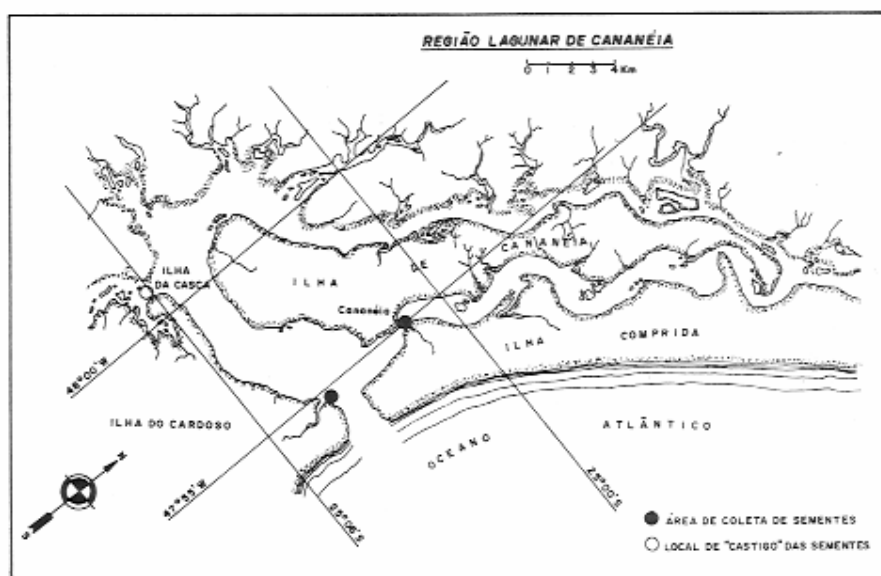 REGIÃO LAGUNAR DE CANANÉIA
0 1 2 3 4 Km
ILHA
DA CASCA
ILHA
DE
CANANÉIA
Cananéia
ILHA
COMPRIDA
48°00'W
ILHA DO CARDOSO
OCEANO
ATLÂNTICO
47°55'W
25°06'S
25°00'S
N
S
ÁREA DE COLETA DE SEMENTES
LOCAL DE "CASTIGO" DAS SEMENTES